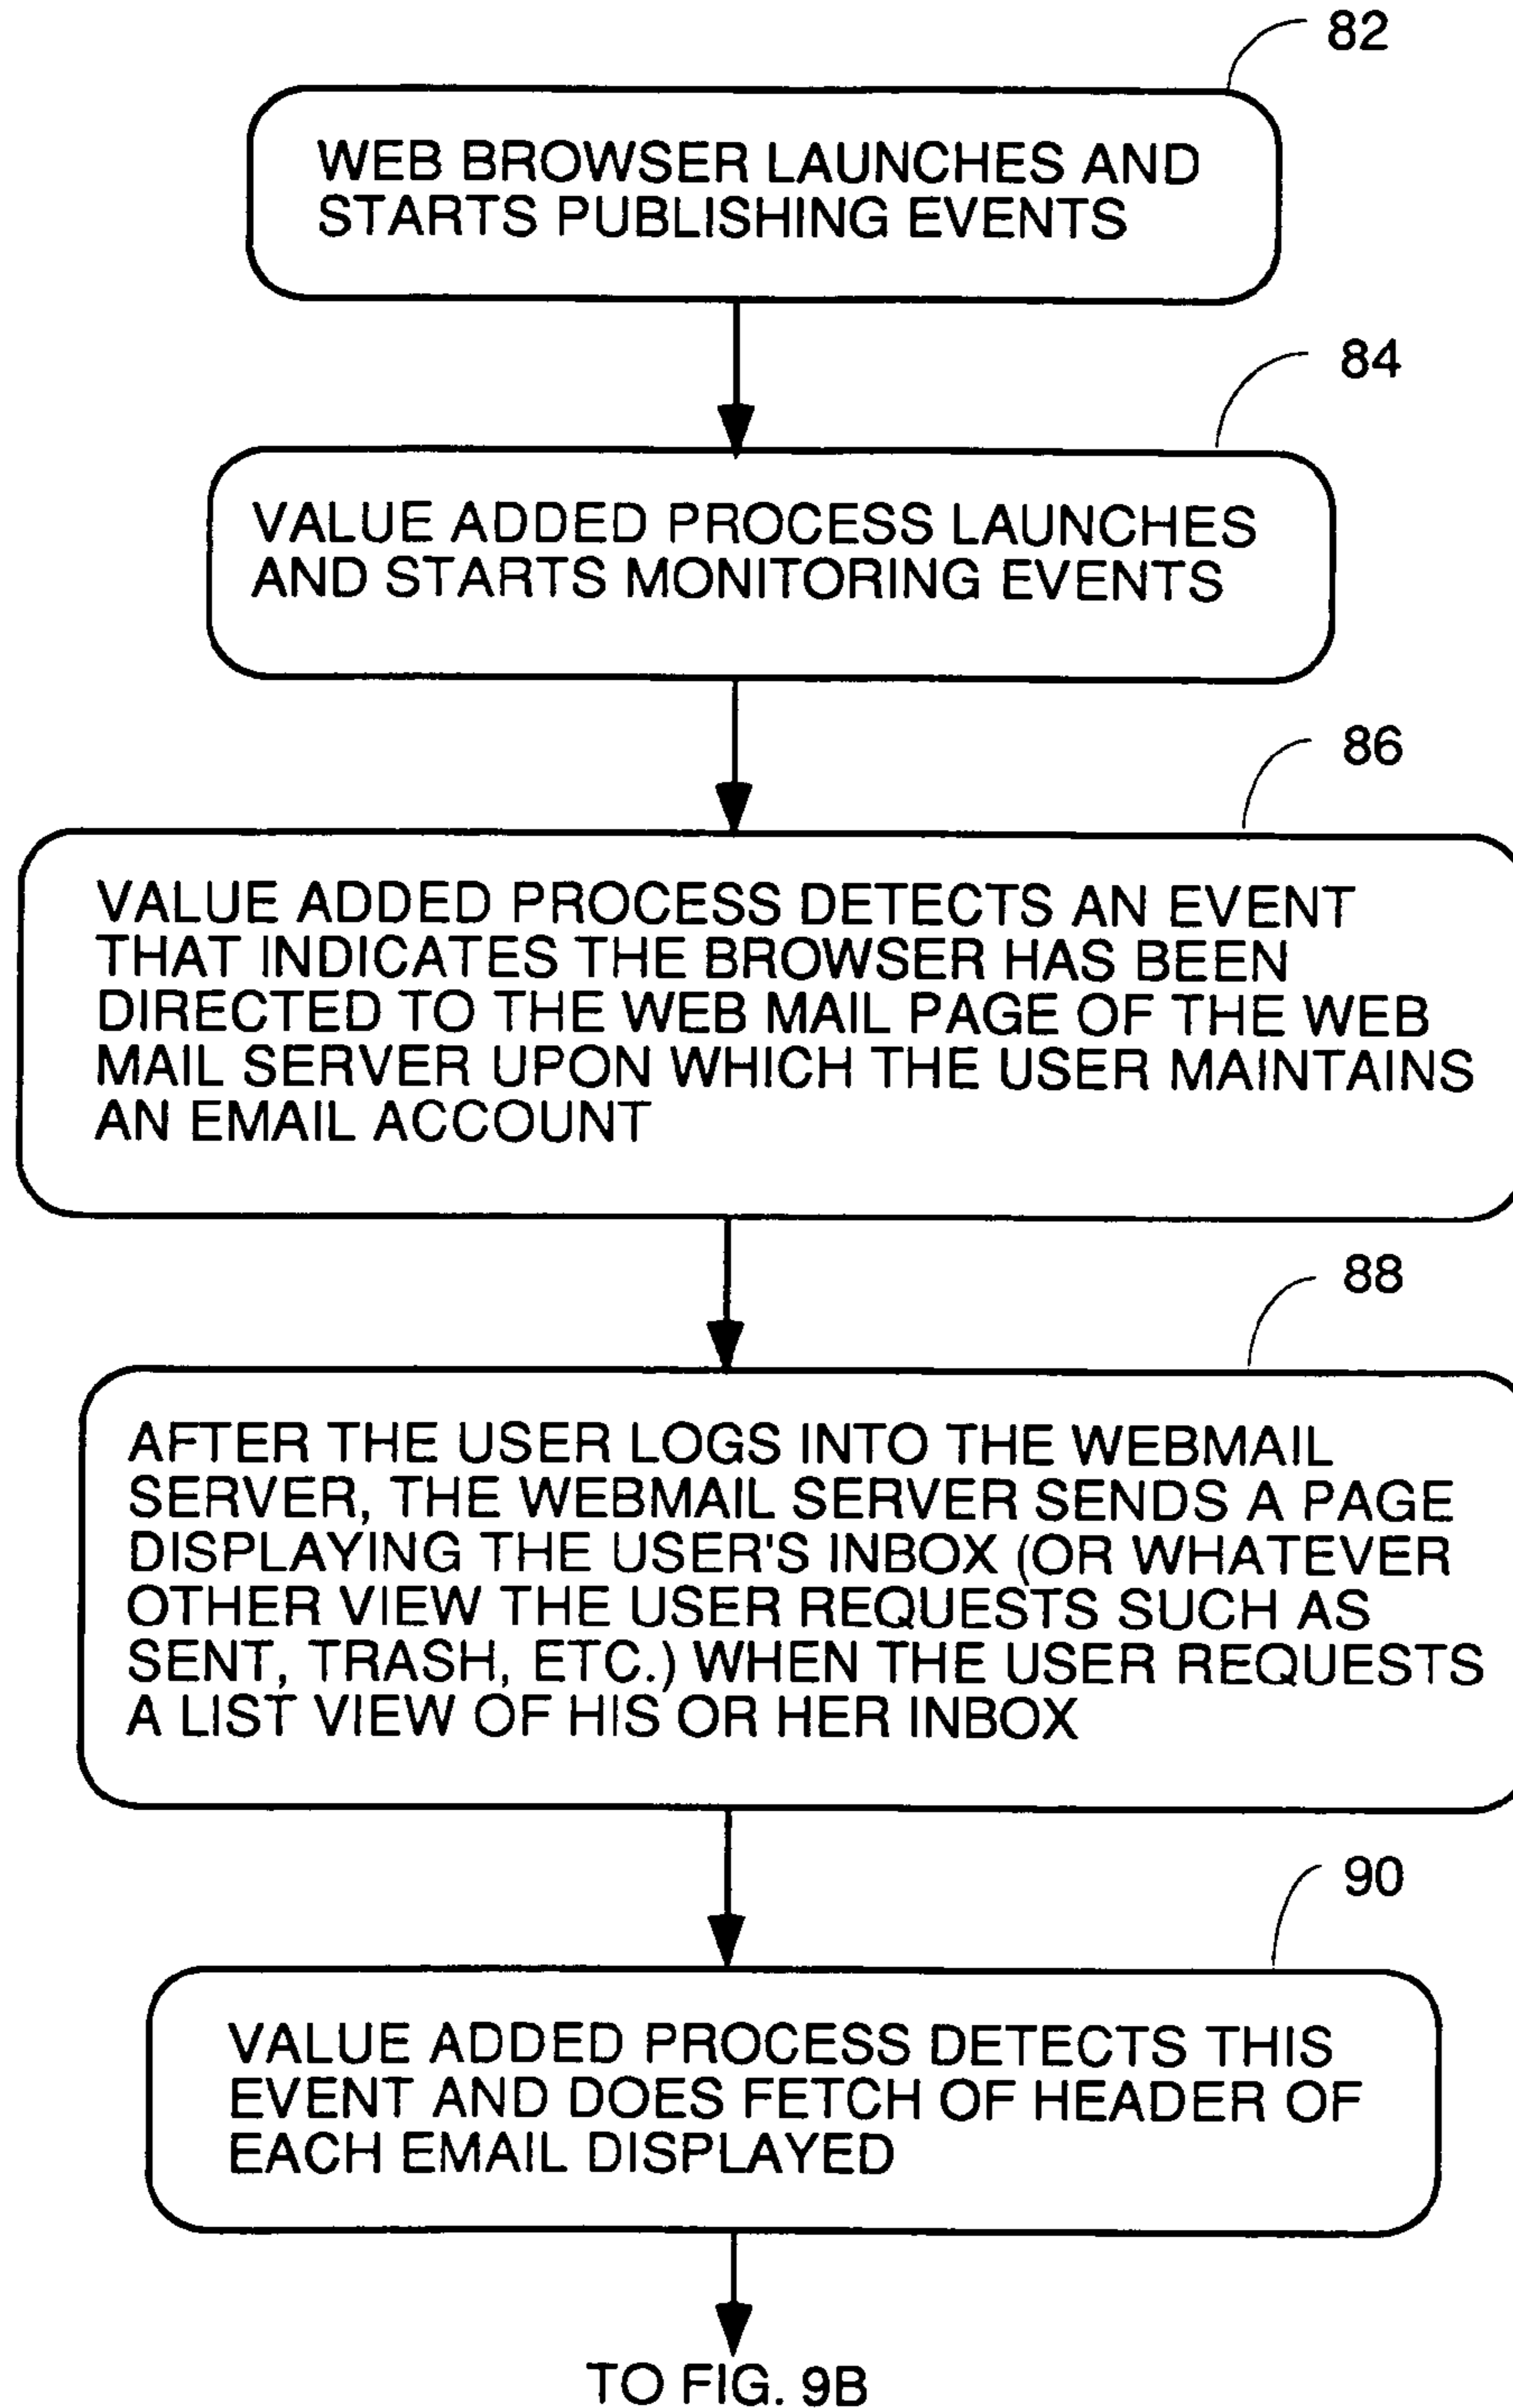 82
WEB BROWSER LAUNCHES AND
STARTS PUBLISHING EVENTS
84
VALUE ADDED PROCESS LAUNCHES
AND STARTS MONITORING EVENTS
86
VALUE ADDED PROCESS DETECTS AN EVENT
THAT INDICATES THE BROWSER HAS BEEN
DIRECTED TO THE WEB MAIL PAGE OF THE WEB
MAIL SERVER UPON WHICH THE USER MAINTAINS
AN EMAIL ACCOUNT
88
AFTER THE USER LOGS INTO THE WEBMAIL
SERVER, THE WEBMAIL SERVER SENDS A PAGE
DISPLAYING THE USER'S INBOX (OR WHATEVER
OTHER VIEW THE USER REQUESTS SUCH AS
SENT, TRASH, ETC.) WHEN THE USER REQUESTS
A LIST VIEW OF HIS OR HER INBOX
90
VALUE ADDED PROCESS DETECTS THIS
EVENT AND DOES FETCH OF HEADER OF
EACH EMAIL DISPLAYED
TO FIG. 9B